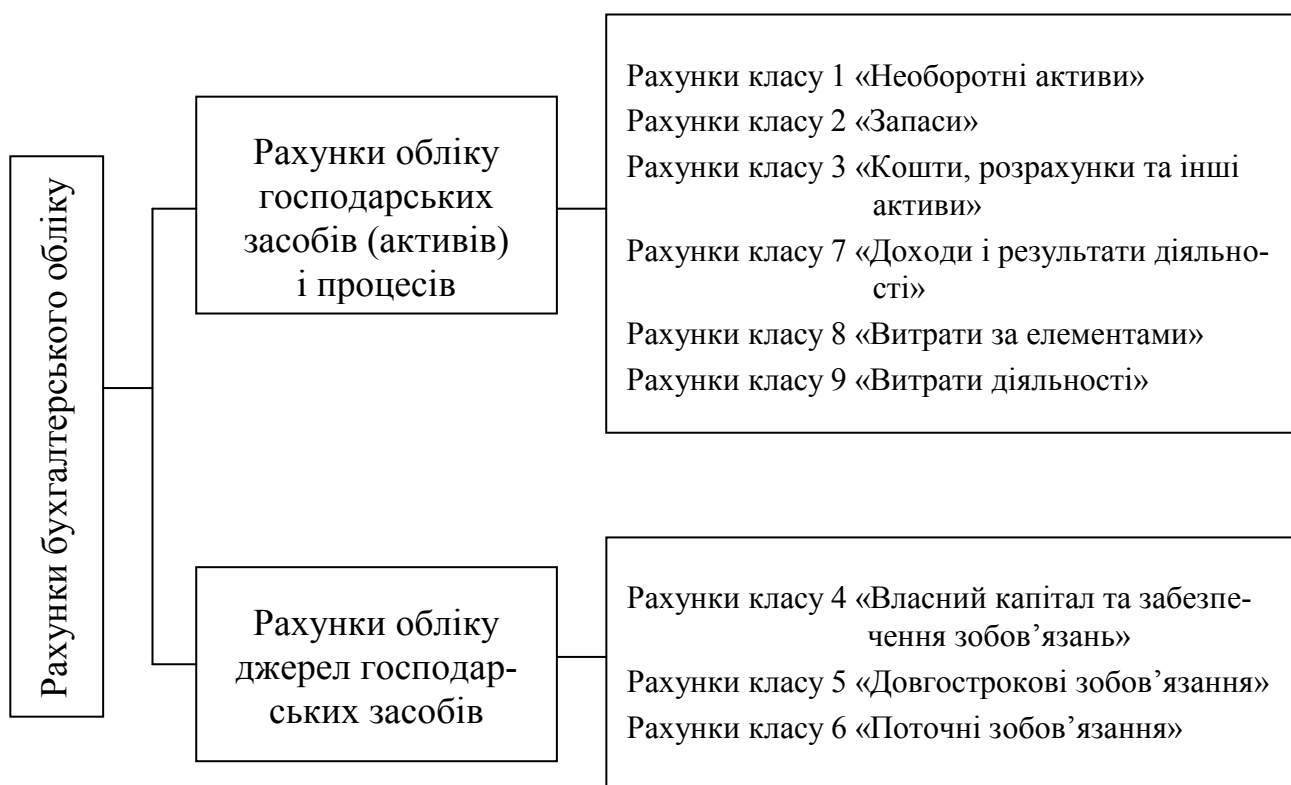 Рахунки бухгалтерського обліку
Рахунки обліку
господарських
засобів (активів)
і процесів
Рахунки класу 1 «Необоротні активи»
Рахунки класу 2 «Запаси»
Рахунки класу 3 «Кошти, розрахунки та інші
активи»
Рахунки класу 7 «Доходи і результати діяльно-
сті»
Рахунки класу 8 «Витрати за елементами»
Рахунки класу 9 «Витрати діяльності»
Рахунки обліку
джерел господар-
ських засобів
Рахунки класу 4 «Власний капітал та забезпе-
чення зобов’язань»
Рахунки класу 5 «Довгострокові зобов’язання»
Рахунки класу 6 «Поточні зобов’язання»